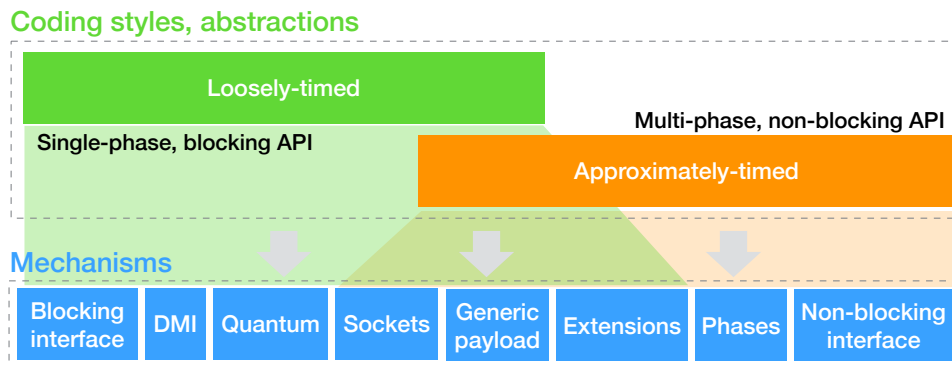 Coding styles, abstractions
Loosely-timed
Single-phase, blocking API
Multi-phase, non-blocking API
Approximately-timed
Mechanisms
Blocking
interface
DMI
Quantum
Sockets
Generic
payload
Extensions
Phases
Non-blocking
interface